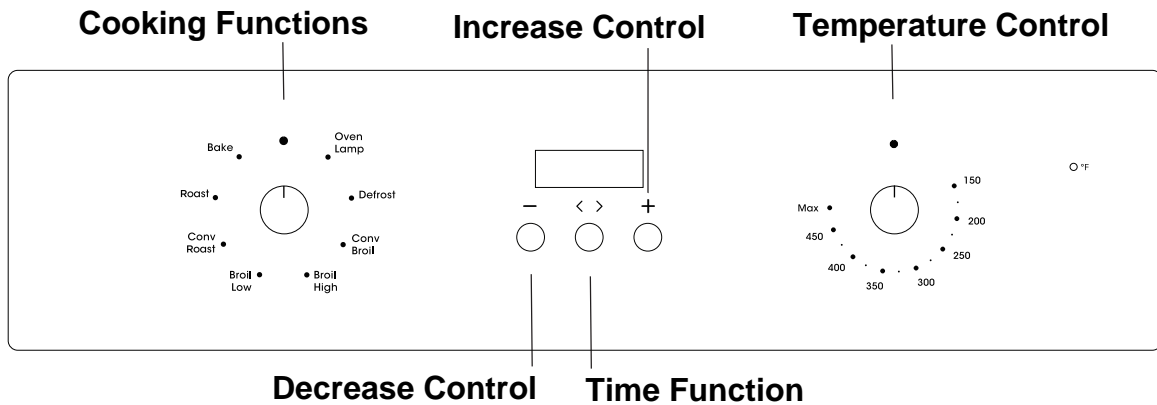 Cooking Functions
Increase Control
Temperature Control
Bake
Oven
Lamp
Roast
Defrost
Conv
Roast
Conv
Broil
Broil
Low
Broil
High
− < > +
150
200
250
300
350
400
450
Max
°F
Decrease Control
Time Function